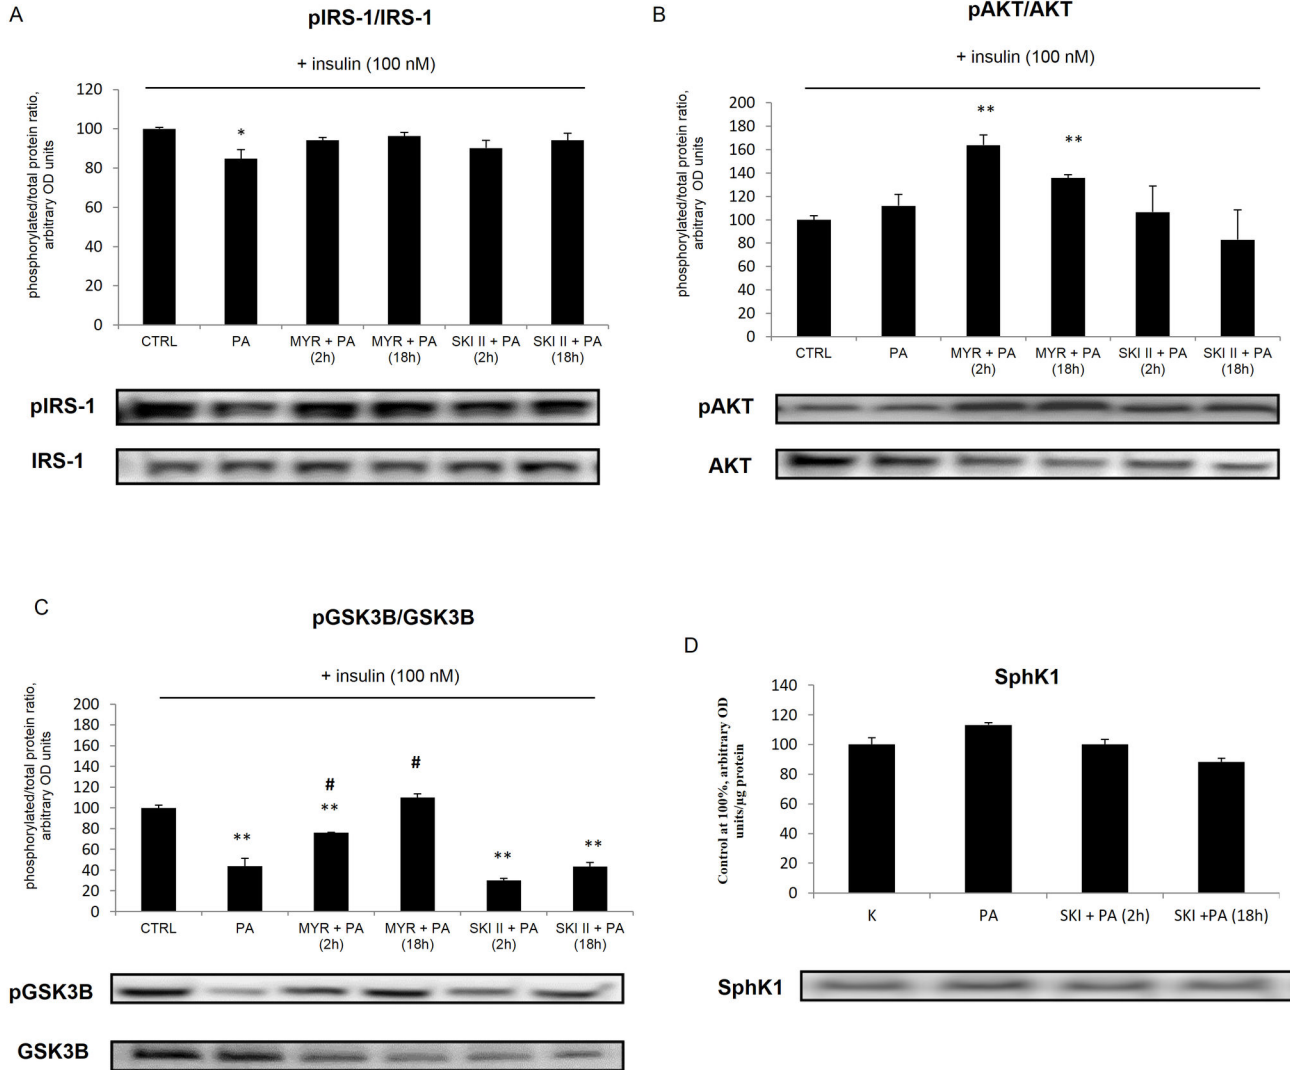 A
pIRS-1/IRS-1
+ insulin (100 nM)
phosphorylated/total protein ratio,
arbitrary OD units
120
100
80
60
40
20
0
*
CTRL
PA
MYR + PA
(2h)
MYR + PA
(18h)
SKI II + PA
(2h)
SKI II + PA
(18h)
pIRS-1
IRS-1
B
pAKT/AKT
+ insulin (100 nM)
phosphorylated/total protein ratio,
arbitrary OD units
200
180
160
140
120
100
80
60
40
20
0
**
**
CTRL
PA
MYR + PA
(2h)
MYR + PA
(18h)
SKI II + PA
(2h)
SKI II + PA
(18h)
pAKT
AKT
C
pGSK3B/GSK3B
+ insulin (100 nM)
phosphorylated/total protein ratio,
arbitrary OD units
200
180
160
140
120
100
80
60
40
20
0
**
#
**
#
**
**
CTRL
PA
MYR + PA
(2h)
MYR + PA
(18h)
SKI II + PA
(2h)
SKI II + PA
(18h)
pGSK3B
GSK3B
D
SphK1
Control at 100%, arbitrary OD
units/µg protein
140
120
100
80
60
40
20
0
K
PA
SKI + PA (2h)
SKI +PA (18h)
SphK1